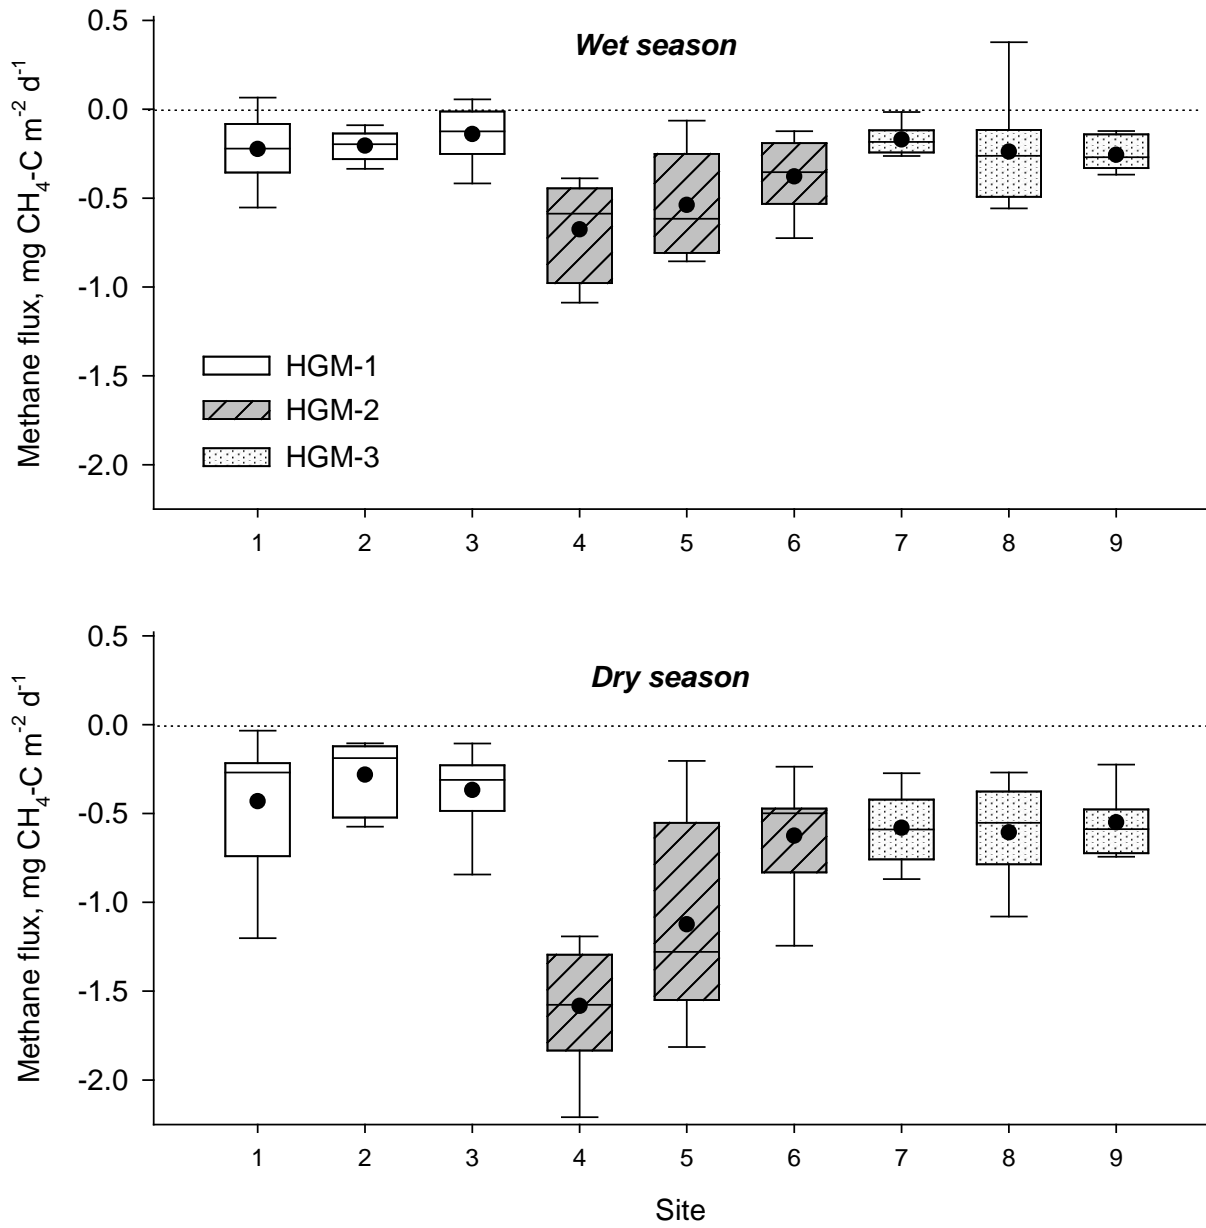 Wet season
Methane flux, mg CH₄-C m⁻² d⁻¹
0.5
0.0
-0.5
-1.0
-1.5
-2.0
HGM-1
HGM-2
HGM-3
1 2 3 4 5 6 7 8 9
Dry season
Methane flux, mg CH₄-C m⁻² d⁻¹
0.5
0.0
-0.5
-1.0
-1.5
-2.0
1 2 3 4 5 6 7 8 9
Site